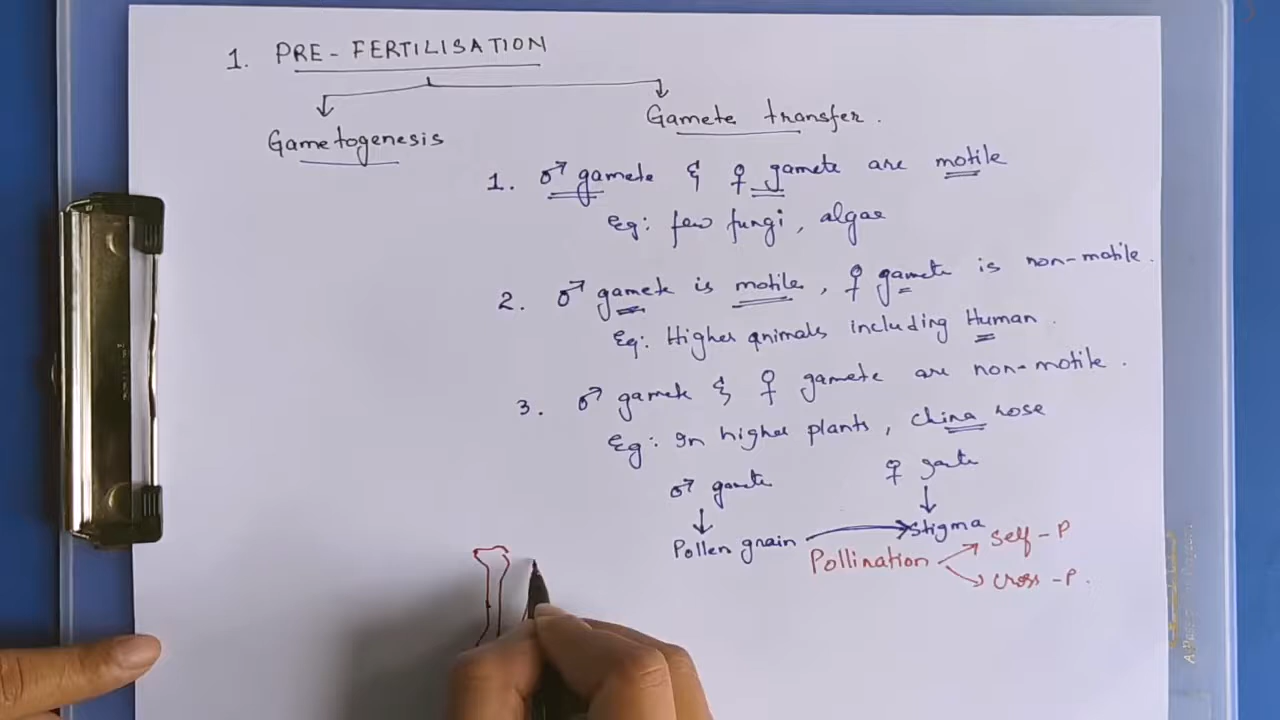 1. PRE - FERTILISATION
Gametogenesis
Gamete transfer.
1. ♂ gamete & ♀ gamete are motile
Eg: few fungi, algae
2. ♂ gamete is motile, ♀ gamete is non-motile.
Eg: Higher animals including Human.
3. ♂ gamete & ♀ gamete are non-motile.
Eg: In higher plants, china rose
♂ gamete
♀ gamete
Pollen grain
Stigma
Pollination
Self - P
Cross - P.